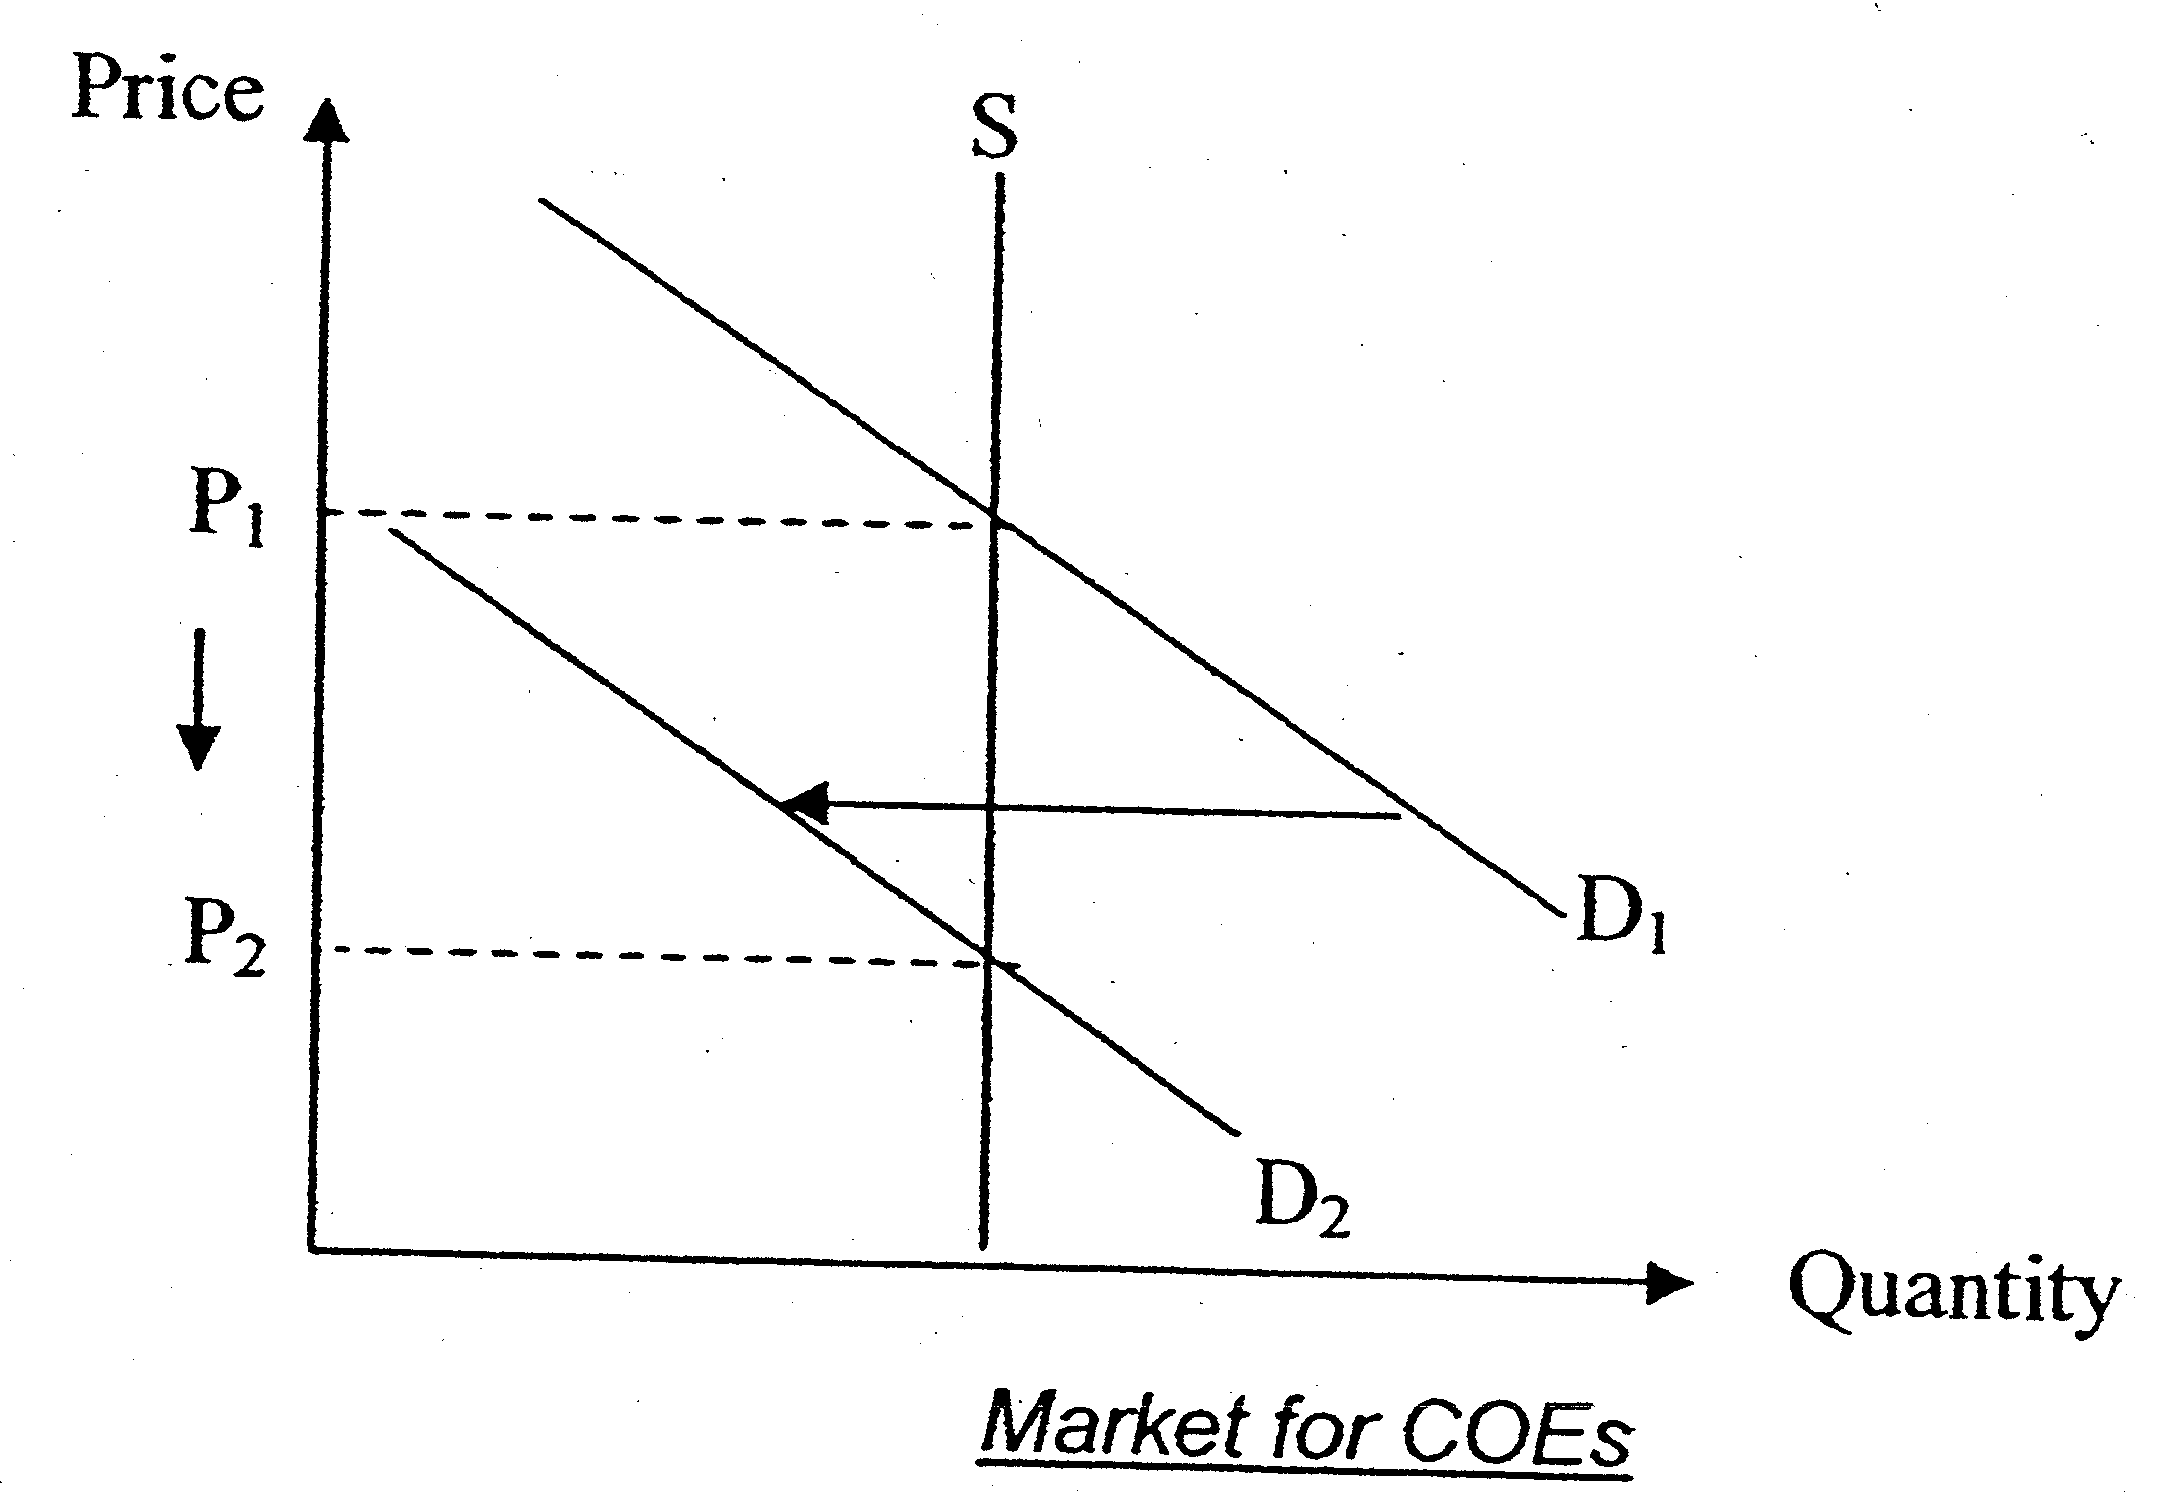 Price
S
P₁
P₂
D₁
D₂
Quantity
Market for COEs